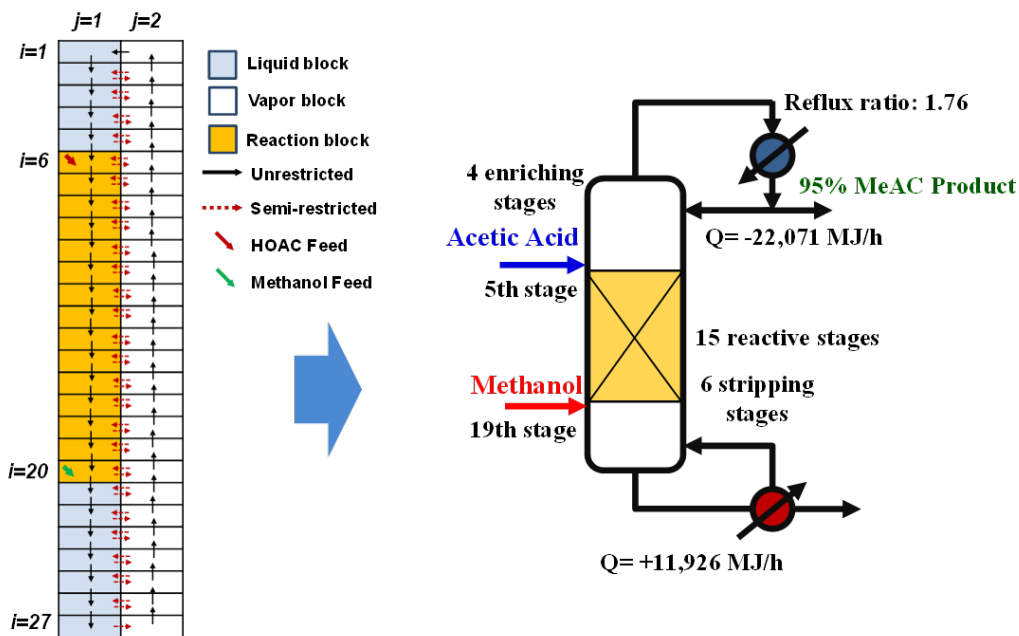 j=1 j=2
i=1
i=6
i=20
i=27
Liquid block
Vapor block
Reaction block
Unrestricted
Semi-restricted
HOAC Feed
Methanol Feed
Reflux ratio: 1.76
4 enriching
stages
95% MeAC Product
Q= -22,071 MJ/h
Acetic Acid
5th stage
15 reactive stages
Methanol
19th stage
6 stripping
stages
Q= +11,926 MJ/h